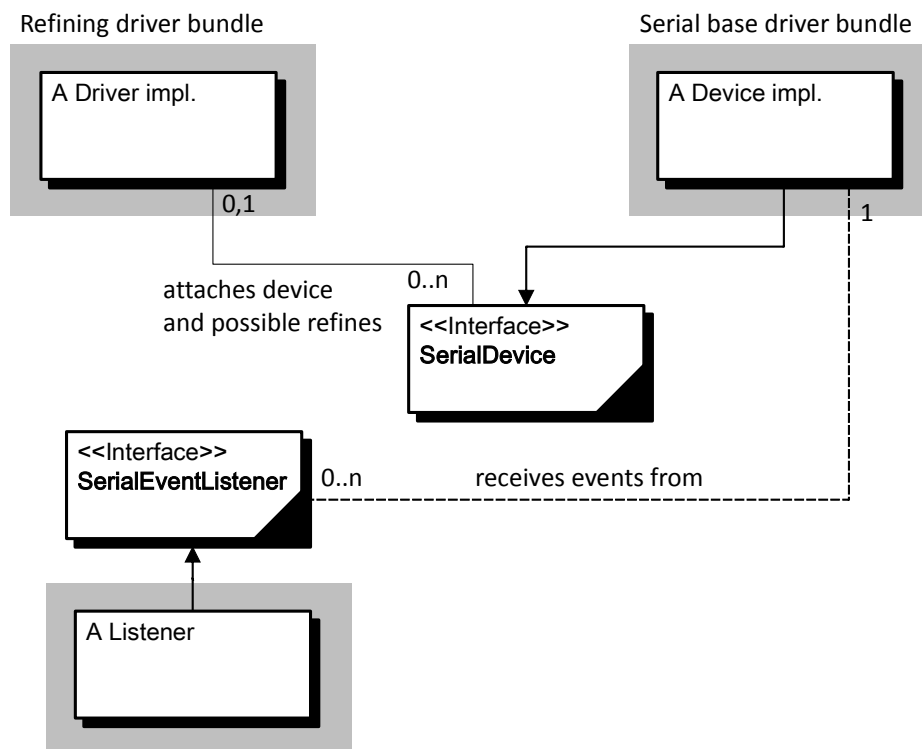 Refining driver bundle
Serial base driver bundle
A Driver impl.
A Device impl.
0,1
1
attaches device
and possible refines
0..n
<<Interface>>
SerialDevice
<<Interface>>
SerialEventListener
0..n
receives events from
A Listener